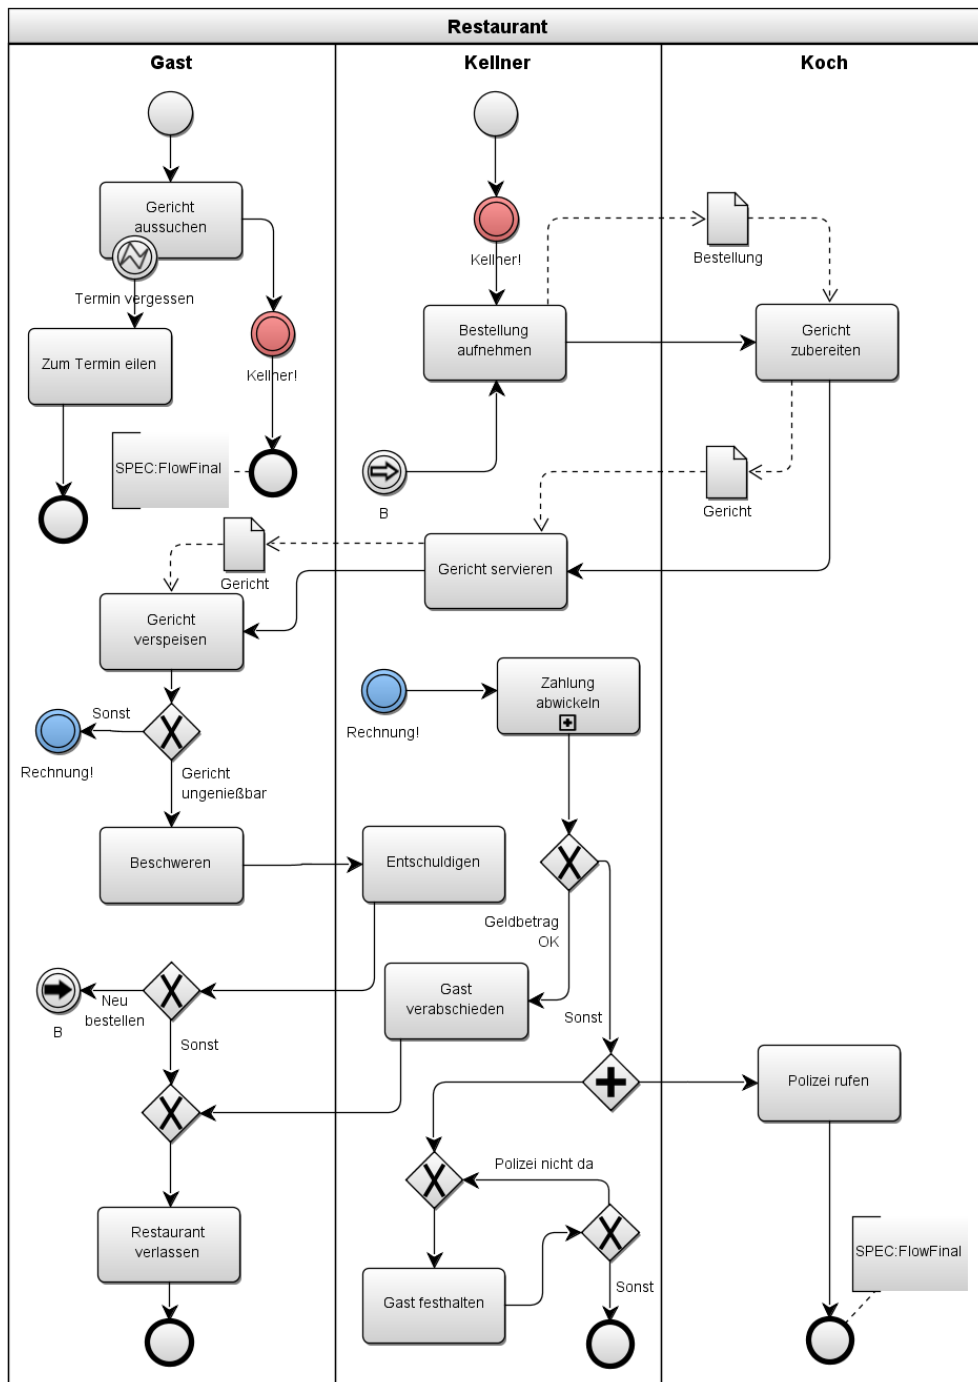 Restaurant
Gast
Kellner
Koch
Gericht
aussuchen
Termin vergessen
Zum Termin eilen
Kellner!
SPEC:FlowFinal
Kellner!
Bestellung
aufnehmen
Bestellung
Gericht
zubereiten
B
Gericht
Gericht servieren
Gericht
Gericht
verspeisen
Sonst
Rechnung!
Gericht
ungenießbar
Rechnung!
Zahlung
abwickeln
Beschweren
Entschuldigen
Geldbetrag
OK
Neu
bestellen
B
Sonst
Gast
verabschieden
Sonst
Polizei rufen
Polizei nicht da
Restaurant
verlassen
Gast festhalten
Sonst
SPEC:FlowFinal